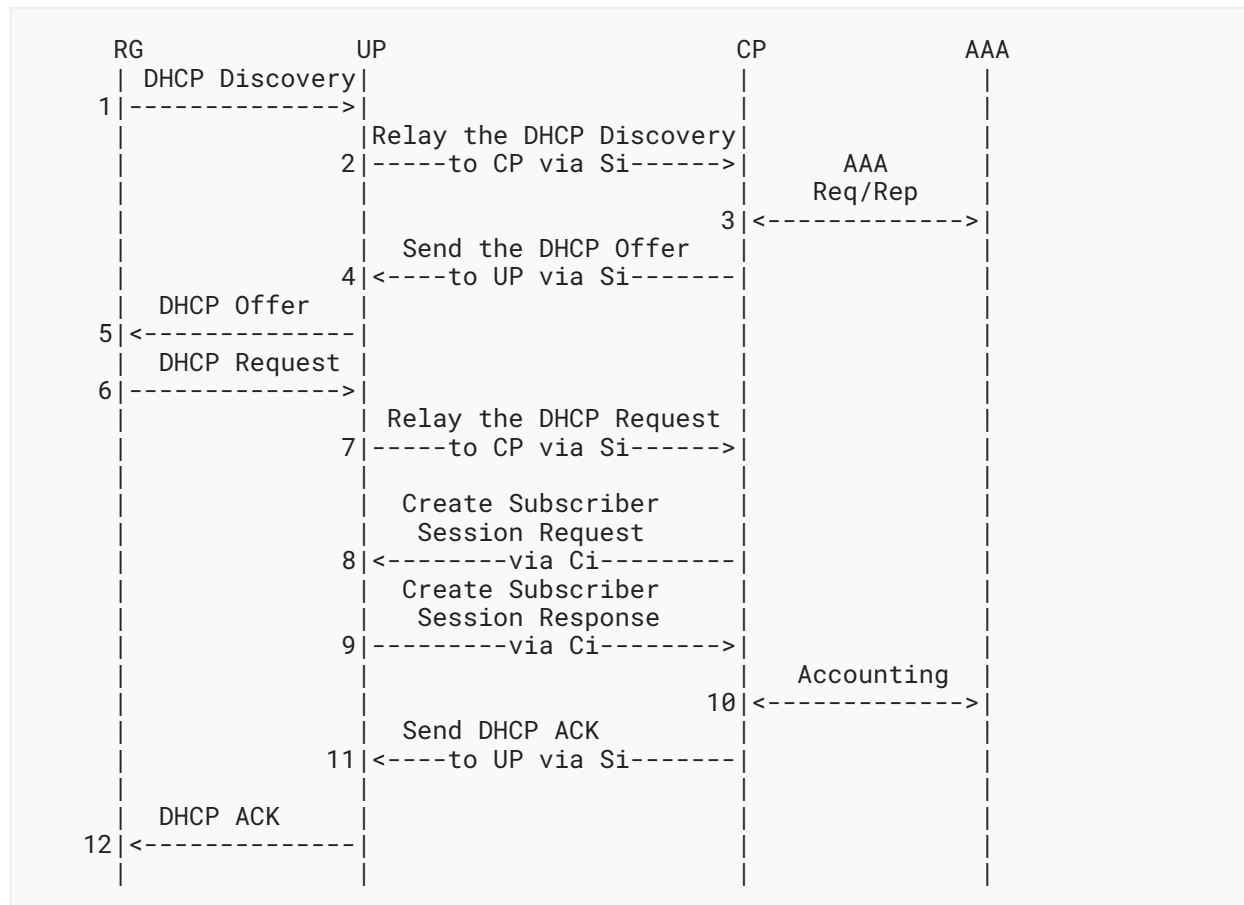 RG UP CP AAA
| DHCP Discovery| | |
1|-------------->| | |
| |Relay the DHCP Discovery| |
| 2|-----to CP via Si------>| AAA |
| | | Req/Rep |
| | 3|<------------->|
| | Send the DHCP Offer | |
| 4|<----to UP via Si-------| |
| DHCP Offer | | |
5|<--------------| | |
| DHCP Request | | |
6|-------------->| | |
| | Relay the DHCP Request | |
| 7|-----to CP via Si------>| |
| | | |
| | Create Subscriber | |
| | Session Request | |
| 8|<--------via Ci---------| |
| | Create Subscriber | |
| | Session Response | |
| 9|---------via Ci-------->| |
| | | Accounting |
| | 10|<------------->|
| | Send DHCP ACK | |
| 11|<----to UP via Si-------| |
| | | |
| DHCP ACK | | |
12|<--------------| | |
| | | |